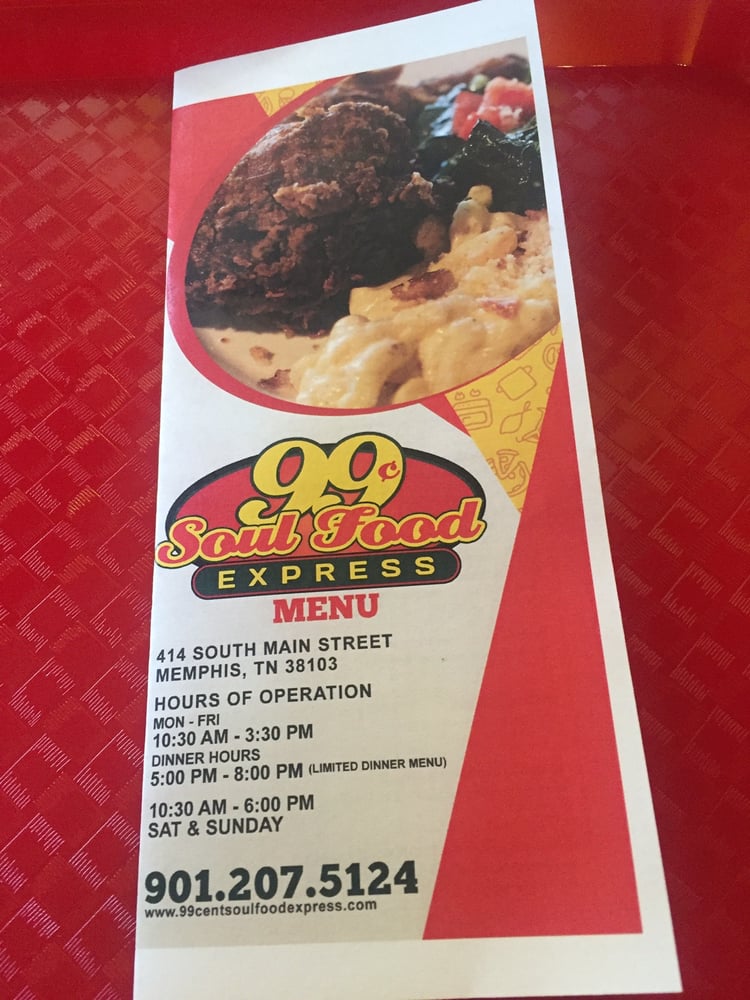 99¢
Soul Food
EXPRESS
MENU
414 SOUTH MAIN STREET
MEMPHIS, TN 38103
HOURS OF OPERATION
MON - FRI
10:30 AM - 3:30 PM
DINNER HOURS
5:00 PM - 8:00 PM (LIMITED DINNER MENU)
10:30 AM - 6:00 PM
SAT & SUNDAY
901.207.5124
www.99centsoulfoodexpress.com